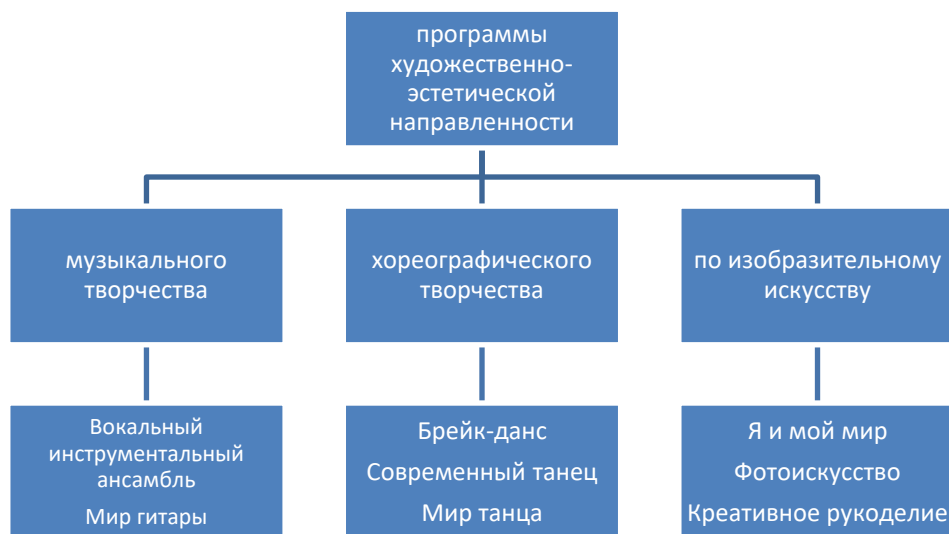 программы
художественно-
эстетической
направленности
музыкального
творчества
хореографического
творчества
по изобразительному
искусству
Вокальный
инструментальный
ансамбль
Мир гитары
Брейк-данс
Современный танец
Мир танца
Я и мой мир
Фотоискусство
Креативное рукоделие